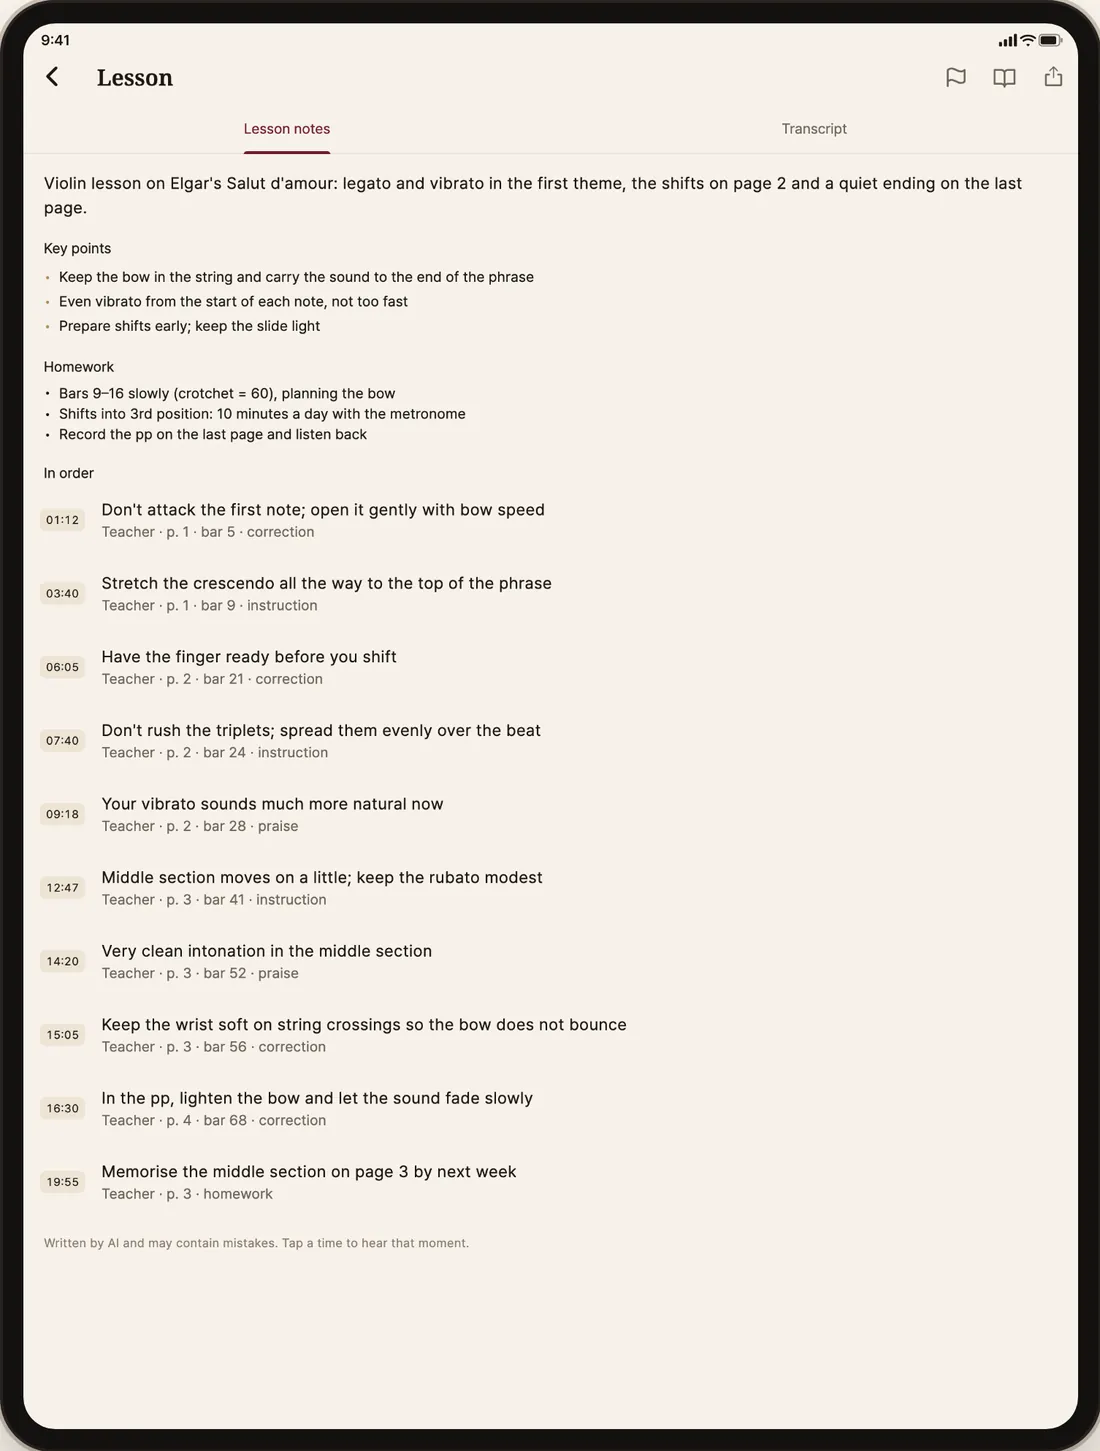 9:41
Lesson
Lesson notes
Transcript
Violin lesson on Elgar's Salut d'amour: legato and vibrato in the first theme, the shifts on page 2 and a quiet ending on the last
page.
Key points
• Keep the bow in the string and carry the sound to the end of the phrase
• Even vibrato from the start of each note, not too fast
• Prepare shifts early; keep the slide light
Homework
• Bars 9–16 slowly (crotchet = 60), planning the bow
• Shifts into 3rd position: 10 minutes a day with the metronome
• Record the pp on the last page and listen back
In order
01:12
Don't attack the first note; open it gently with bow speed
Teacher · p. 1 · bar 5 · correction
03:40
Stretch the crescendo all the way to the top of the phrase
Teacher · p. 1 · bar 9 · instruction
06:05
Have the finger ready before you shift
Teacher · p. 2 · bar 21 · correction
07:40
Don't rush the triplets; spread them evenly over the beat
Teacher · p. 2 · bar 24 · instruction
09:18
Your vibrato sounds much more natural now
Teacher · p. 2 · bar 28 · praise
12:47
Middle section moves on a little; keep the rubato modest
Teacher · p. 3 · bar 41 · instruction
14:20
Very clean intonation in the middle section
Teacher · p. 3 · bar 52 · praise
15:05
Keep the wrist soft on string crossings so the bow does not bounce
Teacher · p. 3 · bar 56 · correction
16:30
In the pp, lighten the bow and let the sound fade slowly
Teacher · p. 4 · bar 68 · correction
19:55
Memorise the middle section on page 3 by next week
Teacher · p. 3 · homework
Written by AI and may contain mistakes. Tap a time to hear that moment.